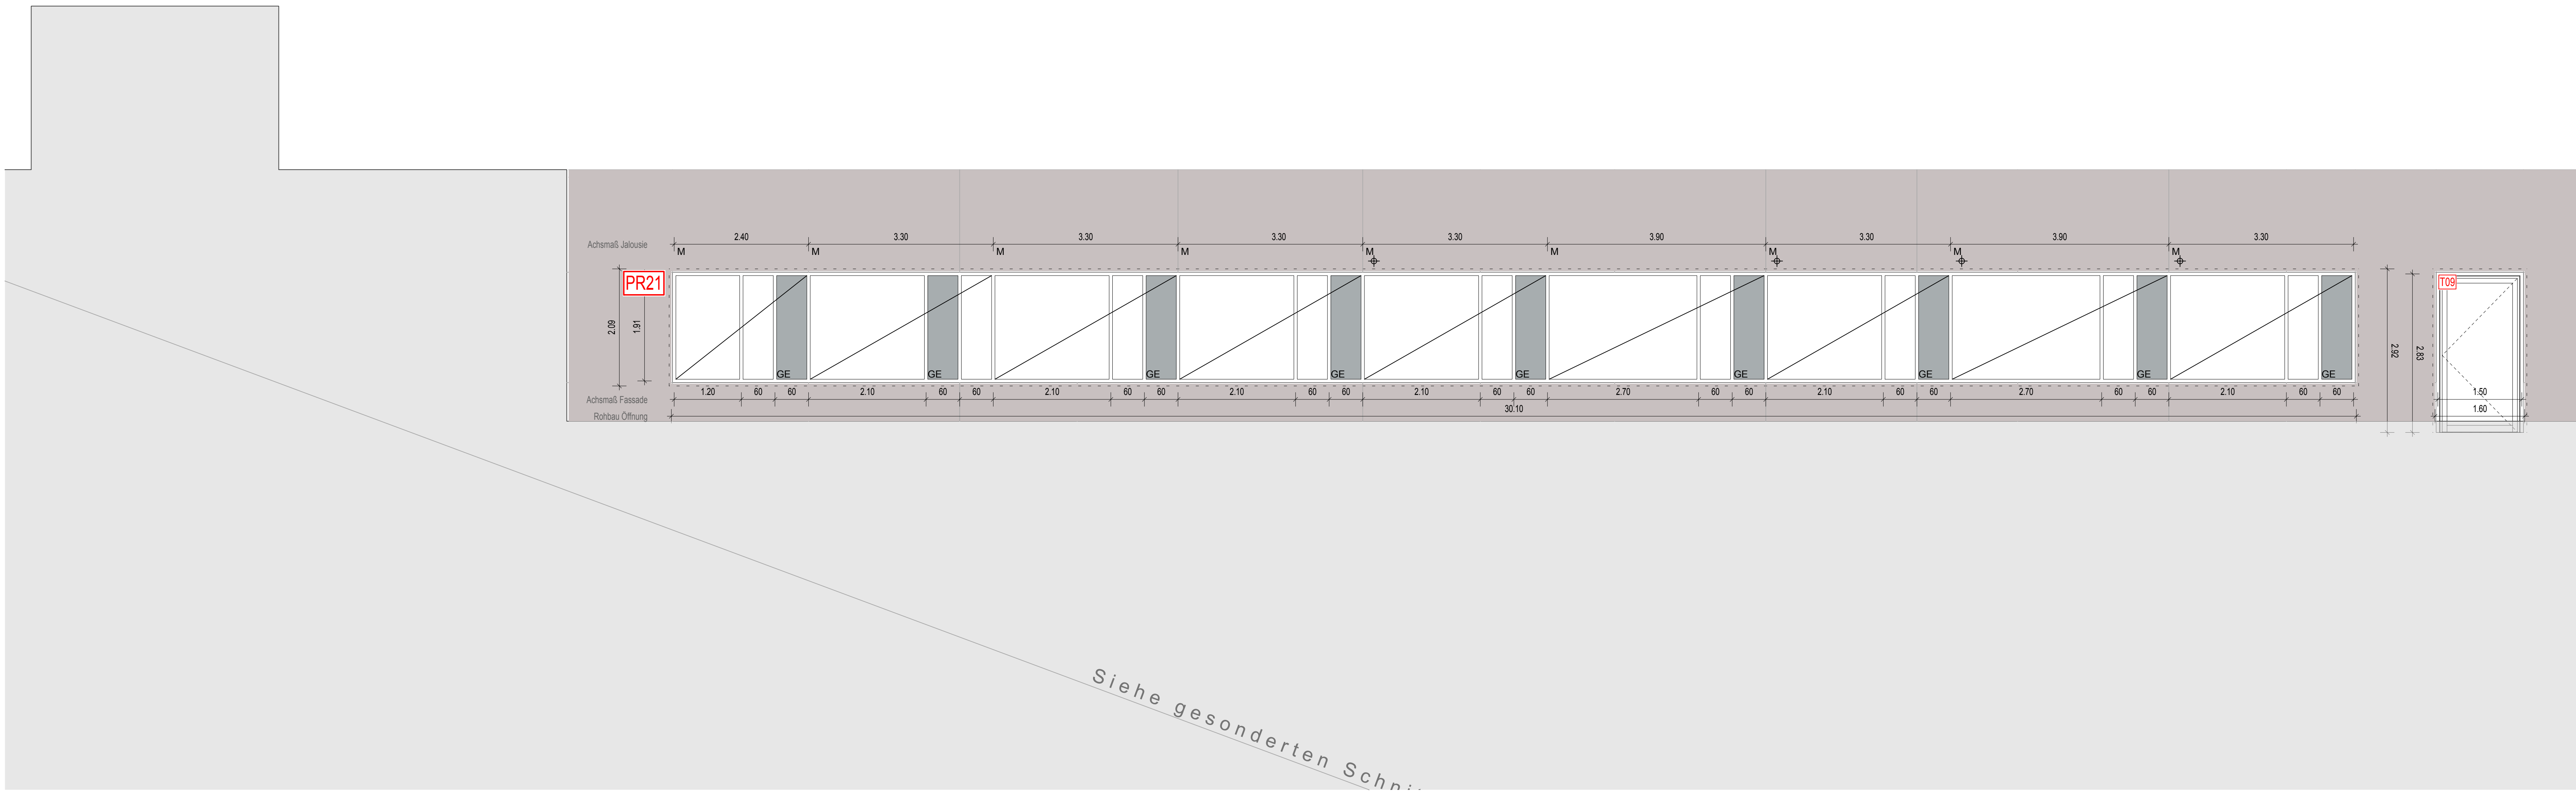 2.40 3.30 3.30 3.30 3.30 3.90 3.30 3.90 3.30
Achsmaß Jalousie
M M M M M M M M M
PR21
T09
2.09 1.91
2.92 2.83
GE GE GE GE GE GE GE GE GE
1.20 60 60 2.10 60 60 2.10 60 60 2.10 60 60 2.10 60 60 2.70 60 60 2.10 60 60 2.70 60 60 2.10 60 60 1.50
Achsmaß Fassade
30.10 1.60
Rohbau Öffnung
Siehe gesonderten